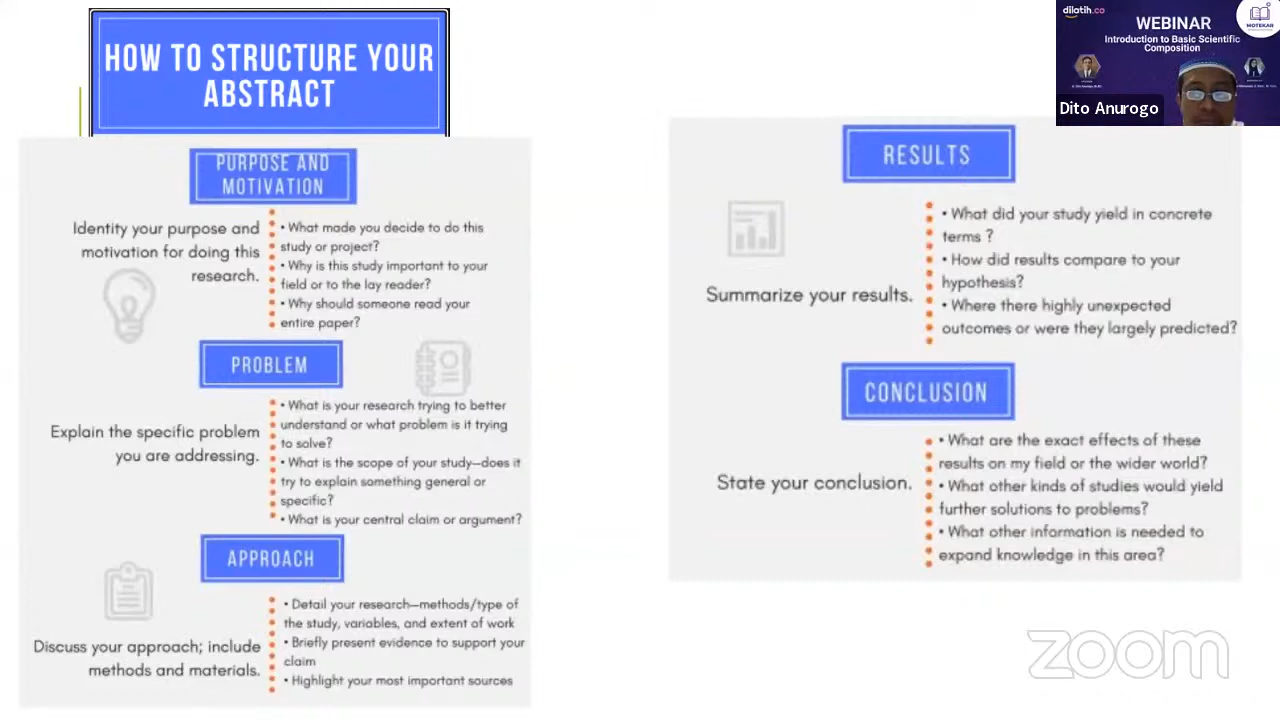 HOW TO STRUCTURE YOUR
ABSTRACT
PURPOSE AND
MOTIVATION
Identity your purpose and
motivation for doing this
research.
• What made you decide to do this
study or project?
• Why is this study important to your
field or to the lay reader?
• Why should someone read your
entire paper?
PROBLEM
Explain the specific problem
you are addressing.
• What is your research trying to better
understand or what problem is it trying
to solve?
• What is the scope of your study—does it
try to explain something general or
specific?
• What is your central claim or argument?
APPROACH
Discuss your approach; include
methods and materials.
• Detail your research—methods/type of
the study, variables, and extent of work
• Briefly present evidence to support your
claim
• Highlight your most important sources
RESULTS
Summarize your results.
• What did your study yield in concrete
terms ?
• How did results compare to your
hypothesis?
• Where there highly unexpected
outcomes or were they largely predicted?
CONCLUSION
State your conclusion.
• What are the exact effects of these
results on my field or the wider world?
• What other kinds of studies would yield
further solutions to problems?
• What other information is needed to
expand knowledge in this area?
dilatih.co
WEBINAR
Introduction to Basic Scientific
Composition
MOTEKAR
Dito Anurogo
zoom